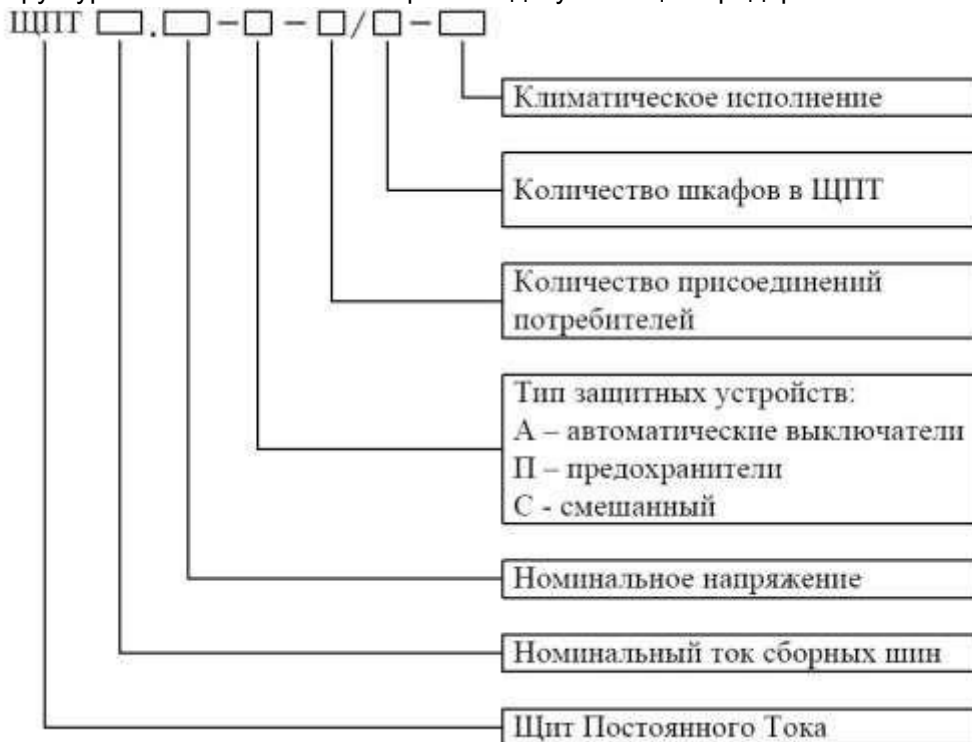 ЩПТ □.□-□-□/□-□
Климатическое исполнение
Количество шкафов в ЩПТ
Количество присоединений
потребителей
Тип защитных устройств:
А – автоматические выключатели
П – предохранители
С - смешанный
Номинальное напряжение
Номинальный ток сборных шин
Щит Постоянного Тока